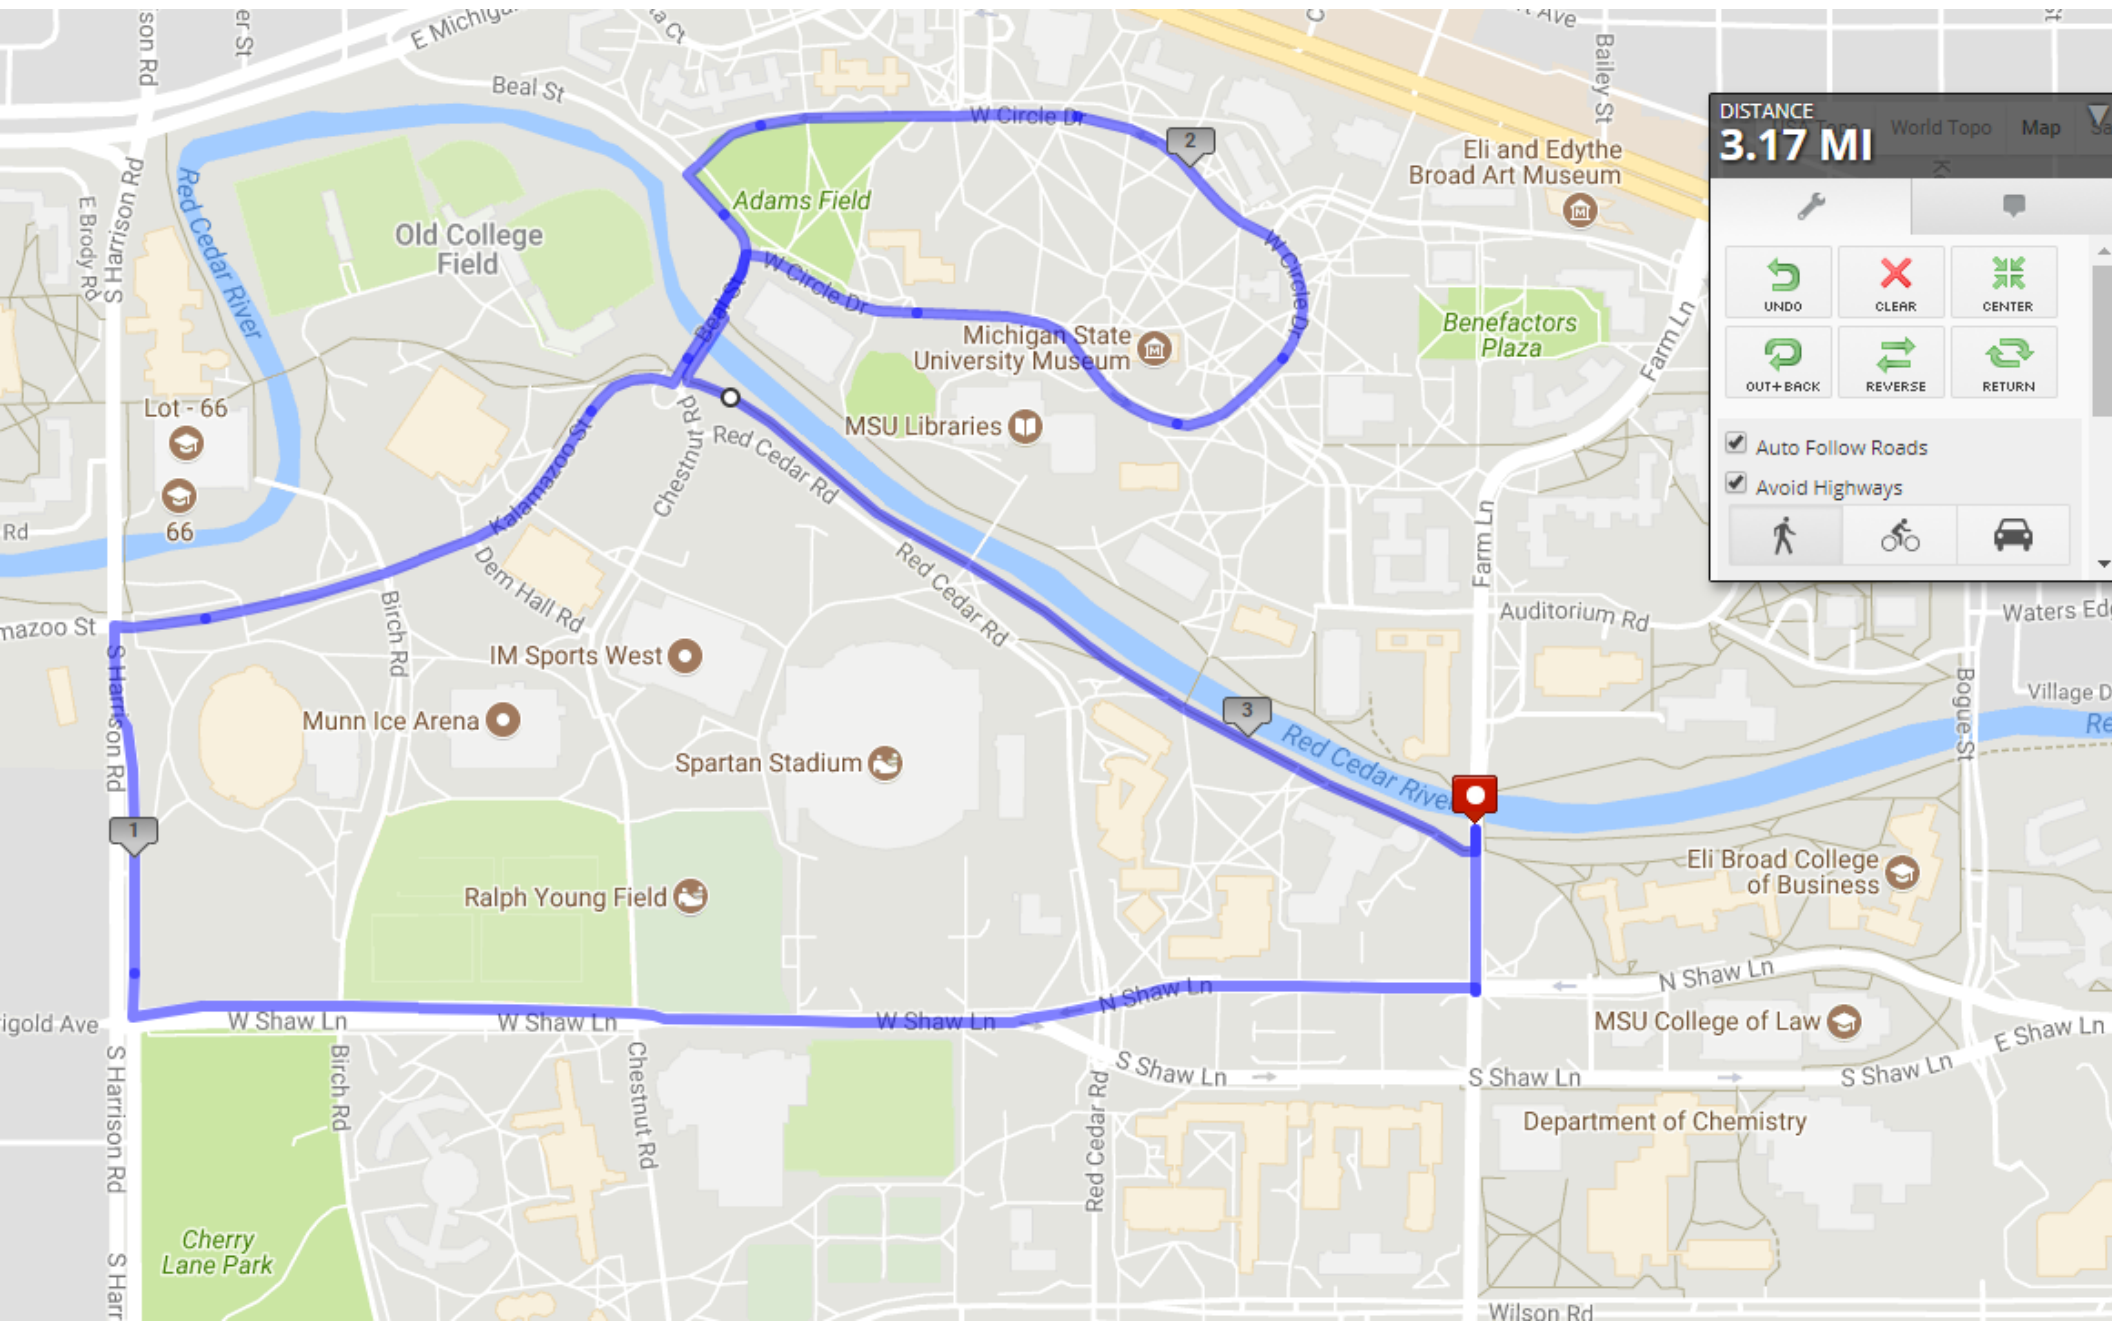 son Rd
er St
E Michiga
ta Ct
Ave
St
Bailey St
Beal St
W Circle Dr
2
Eli and Edythe
Broad Art Museum
DISTANCE
3.17 MI
Topo
World Topo
Map
Sa
UNDO
CLEAR
CENTER
OUT+BACK
REVERSE
RETURN
Auto Follow Roads
Avoid Highways
Adams Field
Old College
Field
Red Cedar River
S Harrison Rd
E Brody Rd
W Circle Dr
W Circle Dr
Beal St
Michigan State
University Museum
Benefactors
Plaza
Farm Ln
Lot - 66
66
Rd
MSU Libraries
Chestnut Rd
Red Cedar Rd
Kalamazoo St
Dem Hall Rd
Red Cedar Rd
Farm Ln
Auditorium Rd
Waters Ed
mazoo St
Birch Rd
IM Sports West
S Harrison Rd
Munn Ice Arena
Spartan Stadium
3
Red Cedar River
Bogue St
Village D
Re
1
Ralph Young Field
Eli Broad College
of Business
N Shaw Ln
N Shaw Ln
igold Ave
W Shaw Ln
W Shaw Ln
W Shaw Ln
MSU College of Law
E Shaw Ln
S Shaw Ln
S Shaw Ln
S Shaw Ln
S Harrison Rd
Birch Rd
Chestnut Rd
Red Cedar Rd
Department of Chemistry
Cherry
Lane Park
S Harr
Wilson Rd